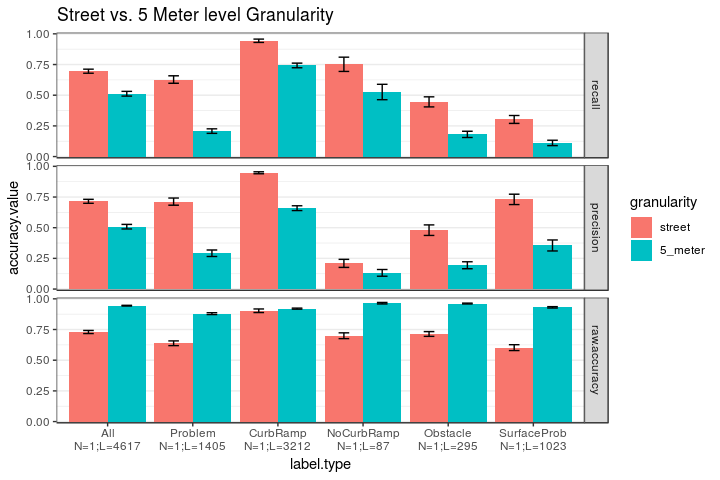 Street vs. 5 Meter level Granularity
accuracy.value
1.00
0.75
0.50
0.25
0.00
recall
1.00
0.75
0.50
0.25
0.00
precision
1.00
0.75
0.50
0.25
0.00
raw.accuracy
All
N=1;L=4617
Problem
N=1;L=1405
CurbRamp
N=1;L=3212
NoCurbRamp
N=1;L=87
Obstacle
N=1;L=295
SurfaceProb
N=1;L=1023
label.type
granularity
street
5_meter